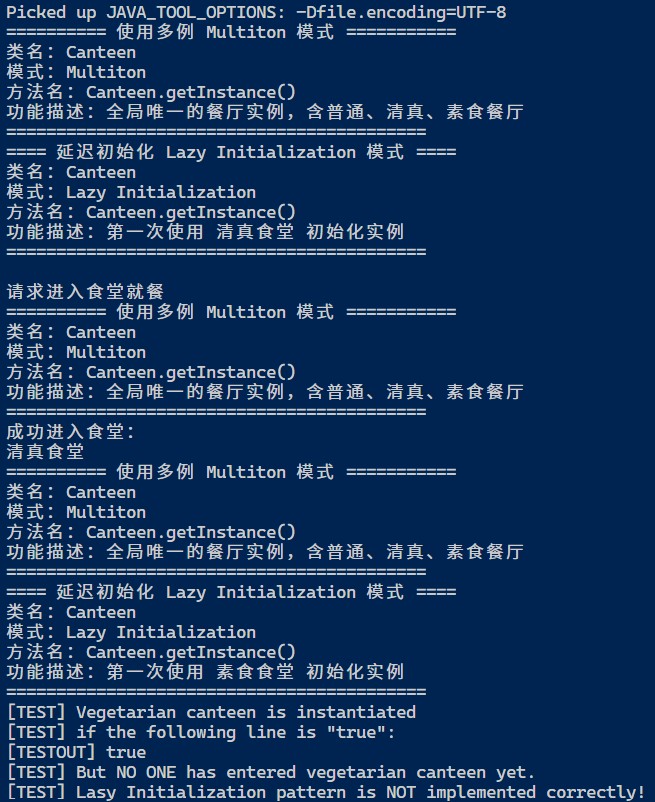 Picked up JAVA_TOOL_OPTIONS: -Dfile.encoding=UTF-8
========== 使用多例 Multiton 模式 ===========
类名: Canteen
模式: Multiton
方法名: Canteen.getInstance()
功能描述: 全局唯一的餐厅实例, 含普通、清真、素食餐厅
==========================================
==== 延迟初始化 Lazy Initialization 模式 ====
类名: Canteen
模式: Lazy Initialization
方法名: Canteen.getInstance()
功能描述: 第一次使用 清真食堂 初始化实例
==========================================
请求进入食堂就餐
========== 使用多例 Multiton 模式 ===========
类名: Canteen
模式: Multiton
方法名: Canteen.getInstance()
功能描述: 全局唯一的餐厅实例, 含普通、清真、素食餐厅
==========================================
成功进入食堂:
清真食堂
========== 使用多例 Multiton 模式 ===========
类名: Canteen
模式: Multiton
方法名: Canteen.getInstance()
功能描述: 全局唯一的餐厅实例, 含普通、清真、素食餐厅
==========================================
==== 延迟初始化 Lazy Initialization 模式 ====
类名: Canteen
模式: Lazy Initialization
方法名: Canteen.getInstance()
功能描述: 第一次使用 素食食堂 初始化实例
==========================================
[TEST] Vegetarian canteen is instantiated
[TEST] if the following line is "true":
[TESTOUT] true
[TEST] But NO ONE has entered vegetarian canteen yet.
[TEST] Lasy Initialization pattern is NOT implemented correctly!